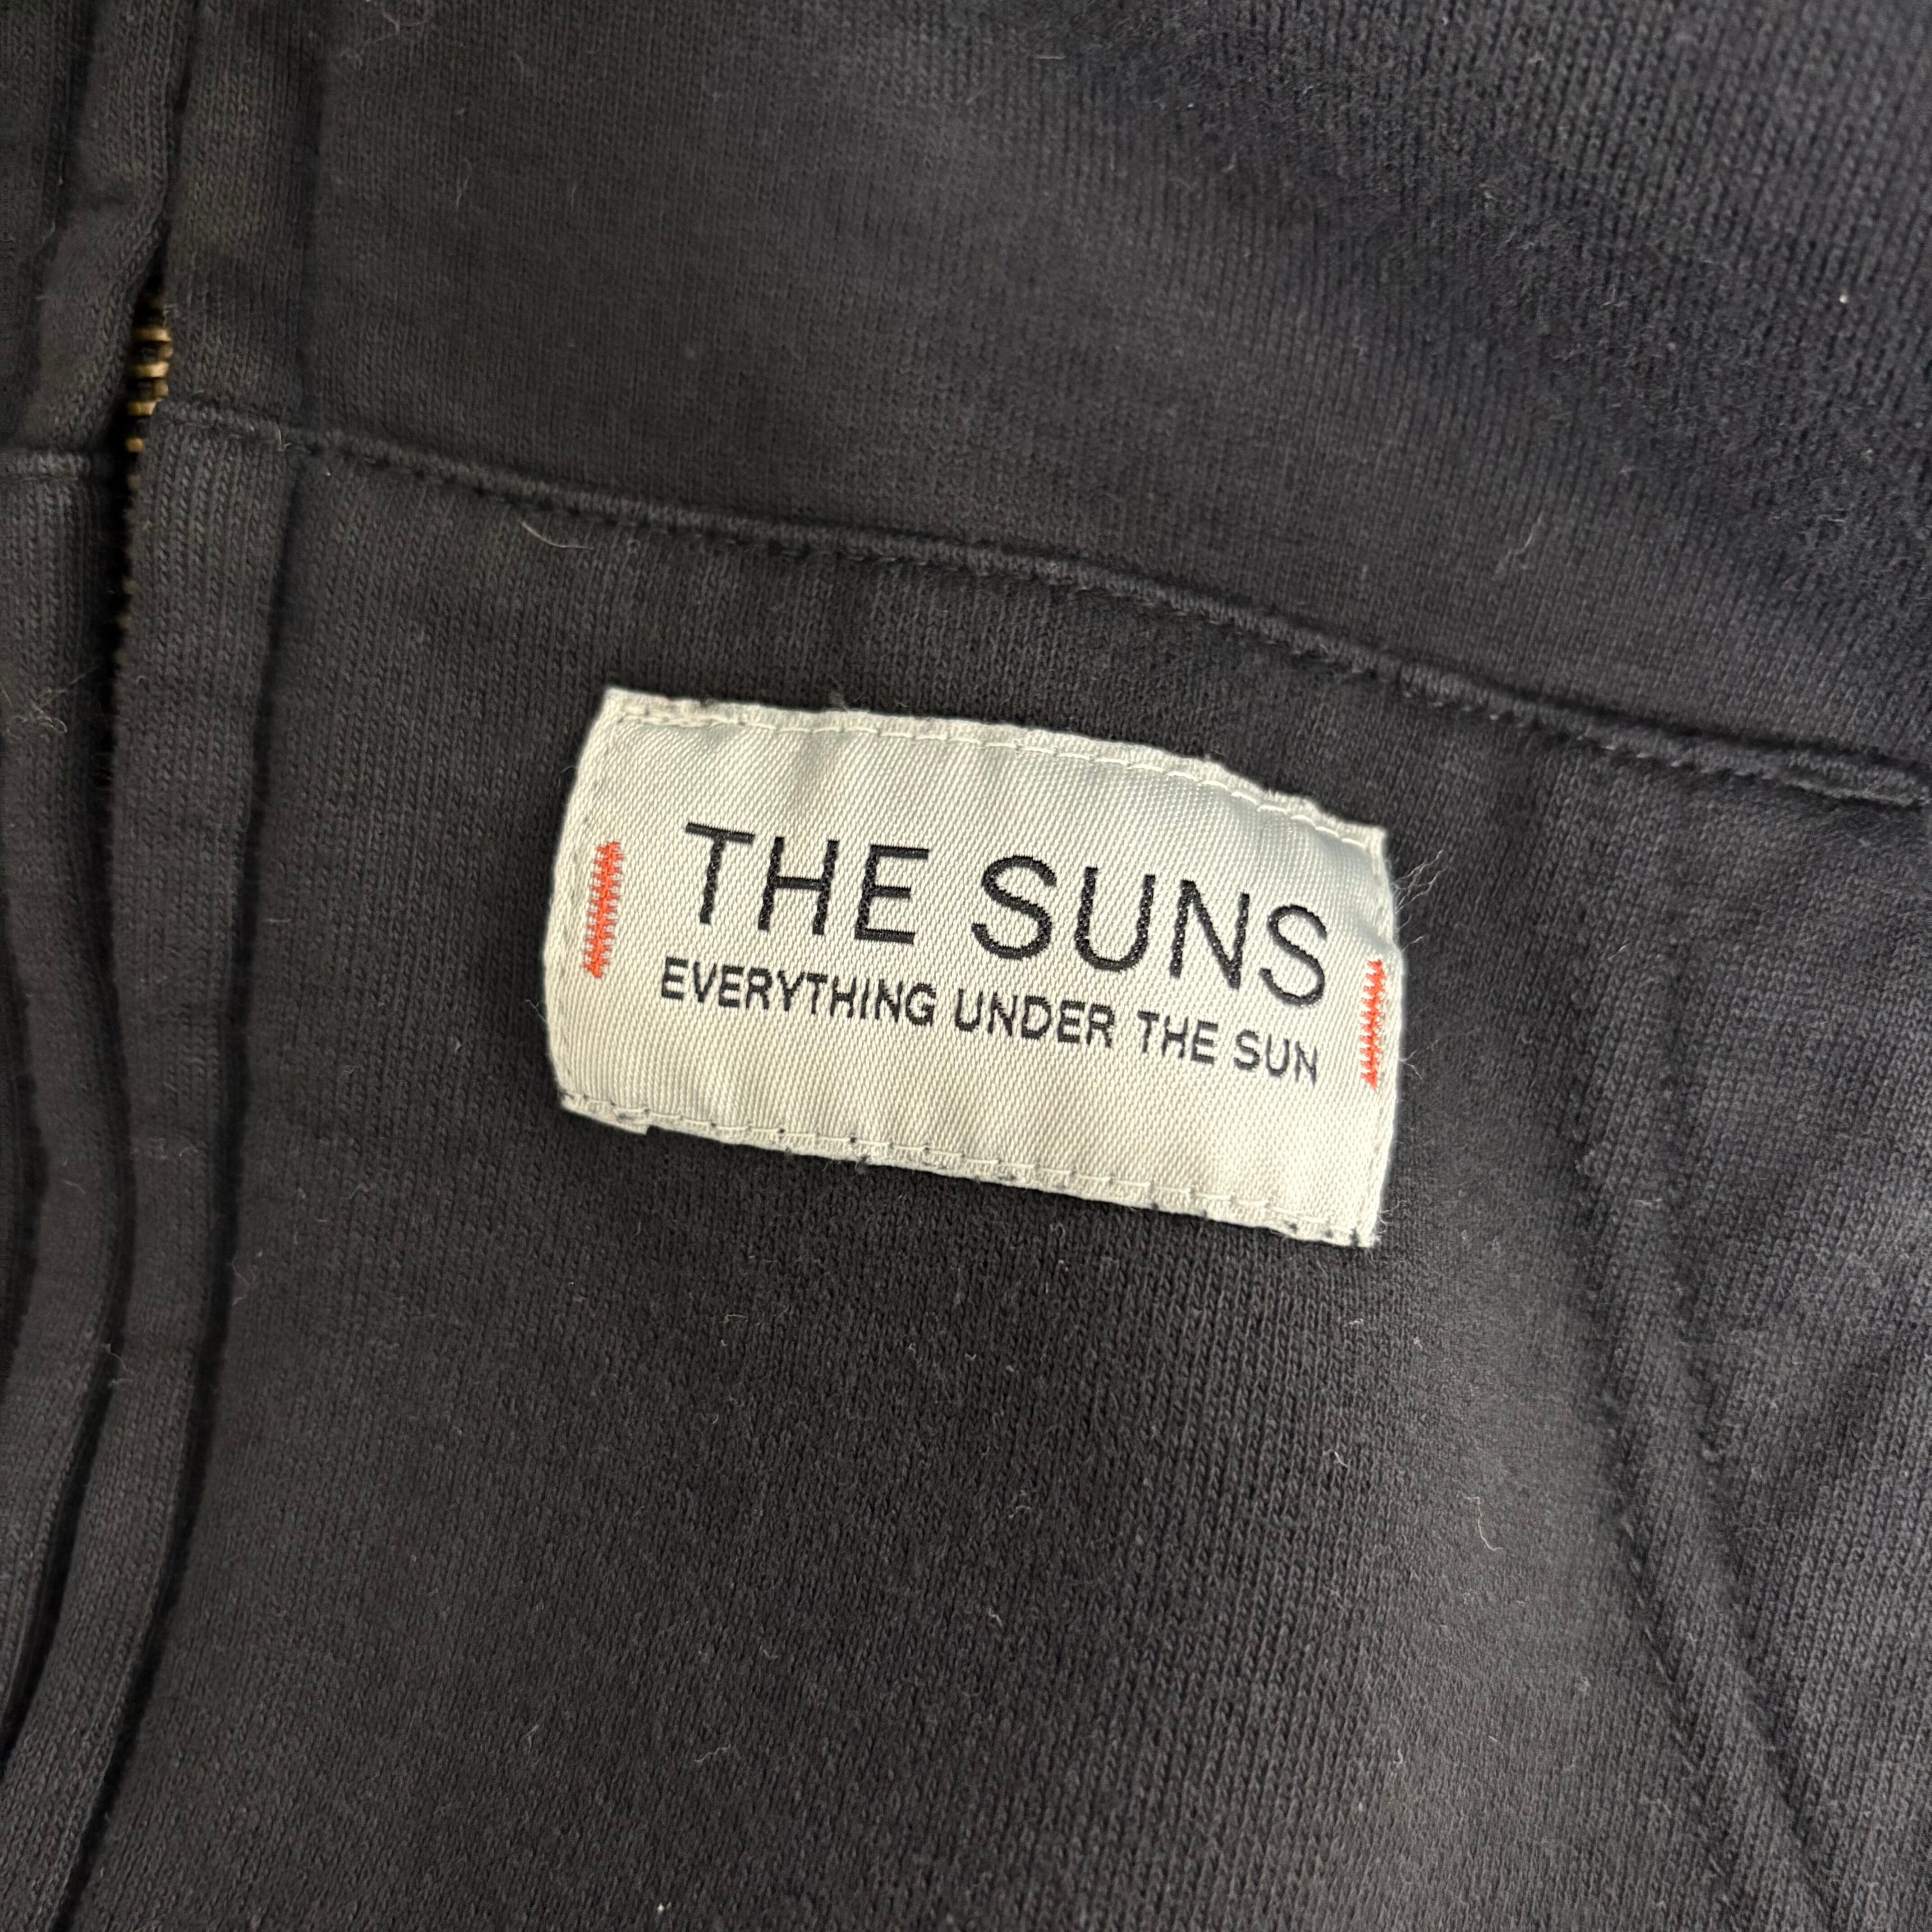 THE SUNS
EVERYTHING UNDER THE SUN